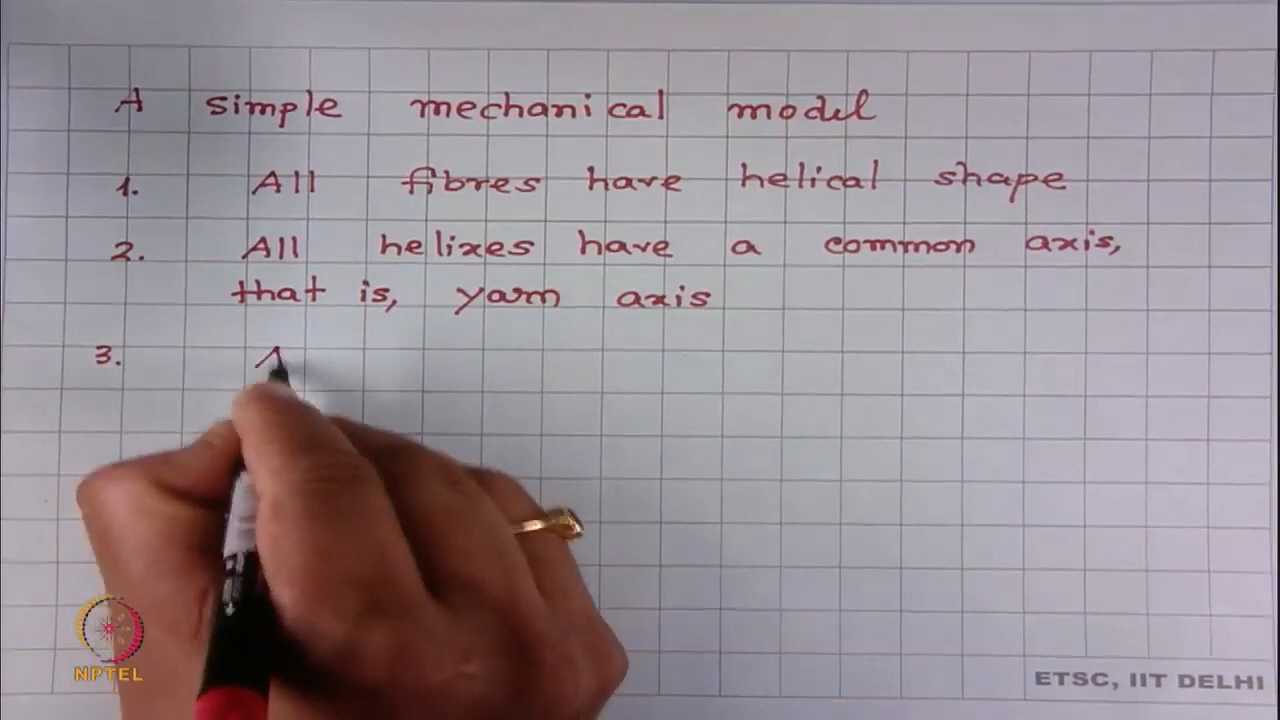 A simple mechanical model
1. All fibres have helical shape
2. All helixes have a common axis,
that is, yarn axis
3.
NPTEL
ETSC, IIT DELHI